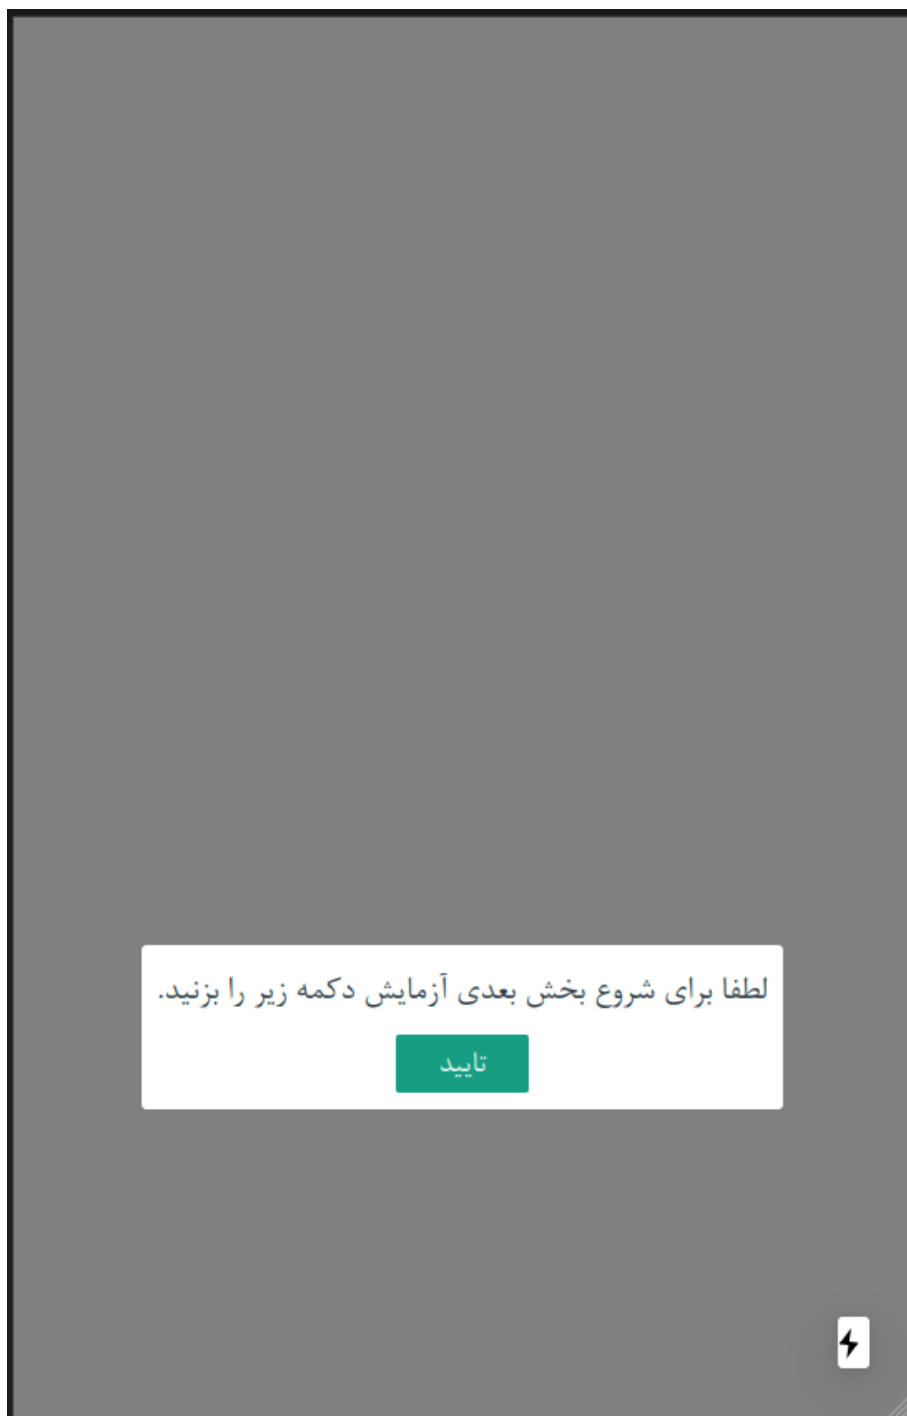 لطفا برای شروع بخش بعدی آزمایش دکمه زیر را بزنید.
تایید